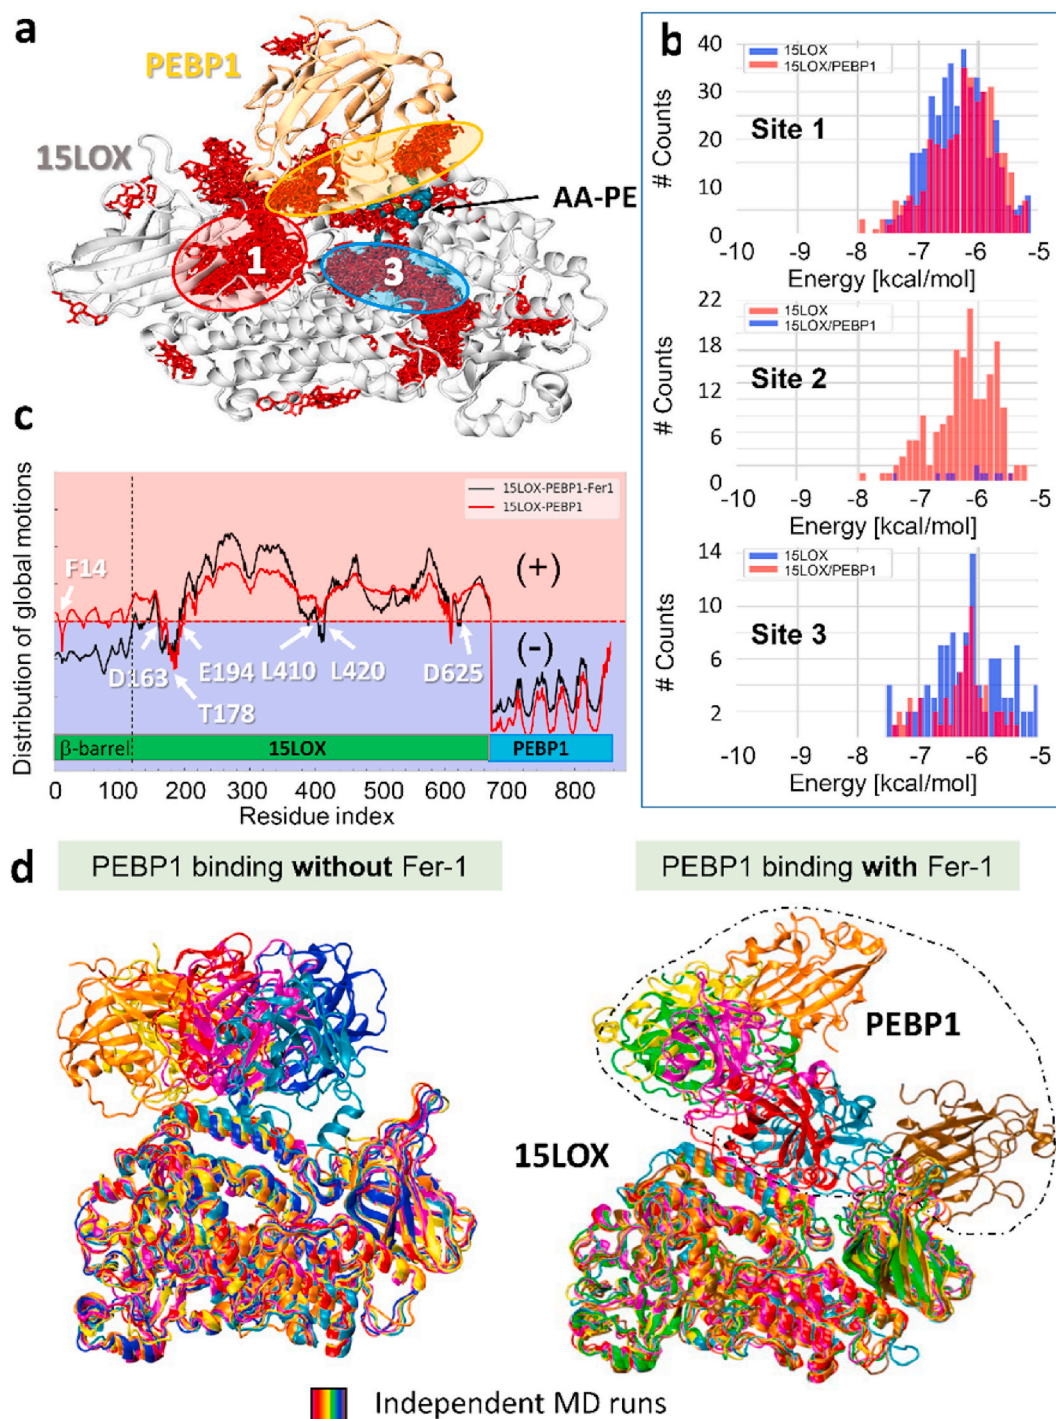 a
PEBP1
15LOX
1
2
3
AA-PE
b
40
30
20
10
0
# Counts
15LOX
15LOX/PEBP1
Site 1
-10 -9 -8 -7 -6 -5
Energy [kcal/mol]
22
18
12
6
0
# Counts
15LOX
15LOX/PEBP1
Site 2
-10 -9 -8 -7 -6 -5
Energy [kcal/mol]
14
10
6
2
# Counts
15LOX
15LOX/PEBP1
Site 3
-10 -9 -8 -7 -6 -5
Energy [kcal/mol]
c
Distribution of global motions
15LOX-PEBP1-Fer1
15LOX-PEBP1
F14
(+)
(-)
D163
E194
L410
L420
D625
T178
β-barrel
15LOX
PEBP1
0 100 200 300 400 500 600 700 800
Residue index
d
PEBP1 binding without Fer-1
PEBP1 binding with Fer-1
PEBP1
15LOX
Independent MD runs